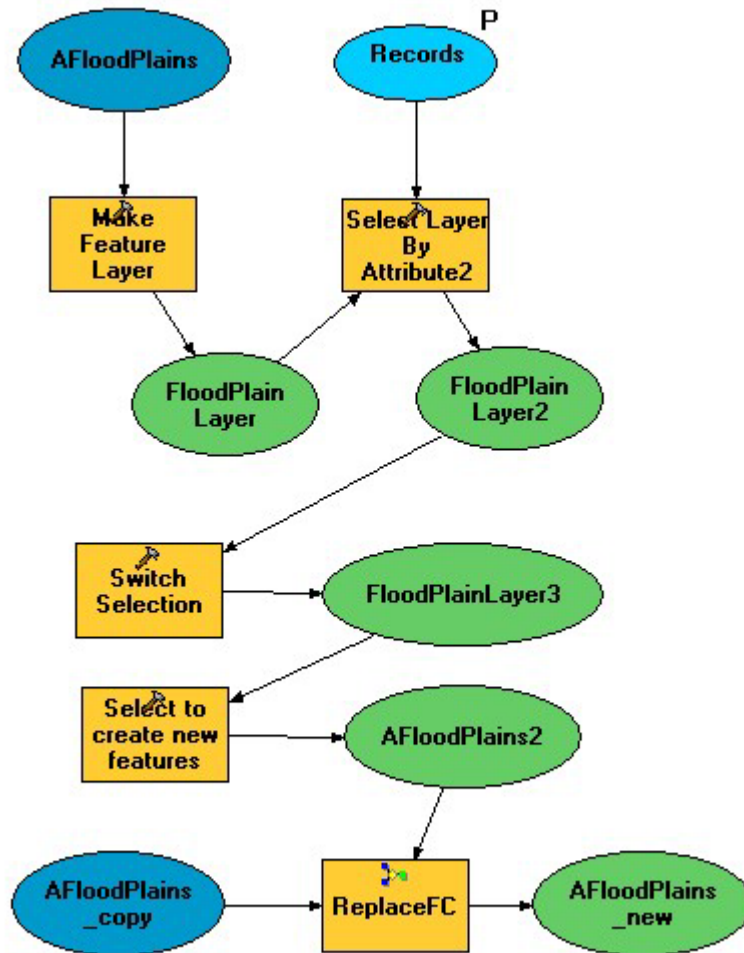 P
AFloodPlains
Records
Make
Feature
Layer
Select Layer
By
Attribute2
FloodPlain
Layer
FloodPlain
Layer2
Switch
Selection
FloodPlainLayer3
Select to
create new
features
AFloodPlains2
AFloodPlains
_copy
ReplaceFC
AFloodPlains
_new